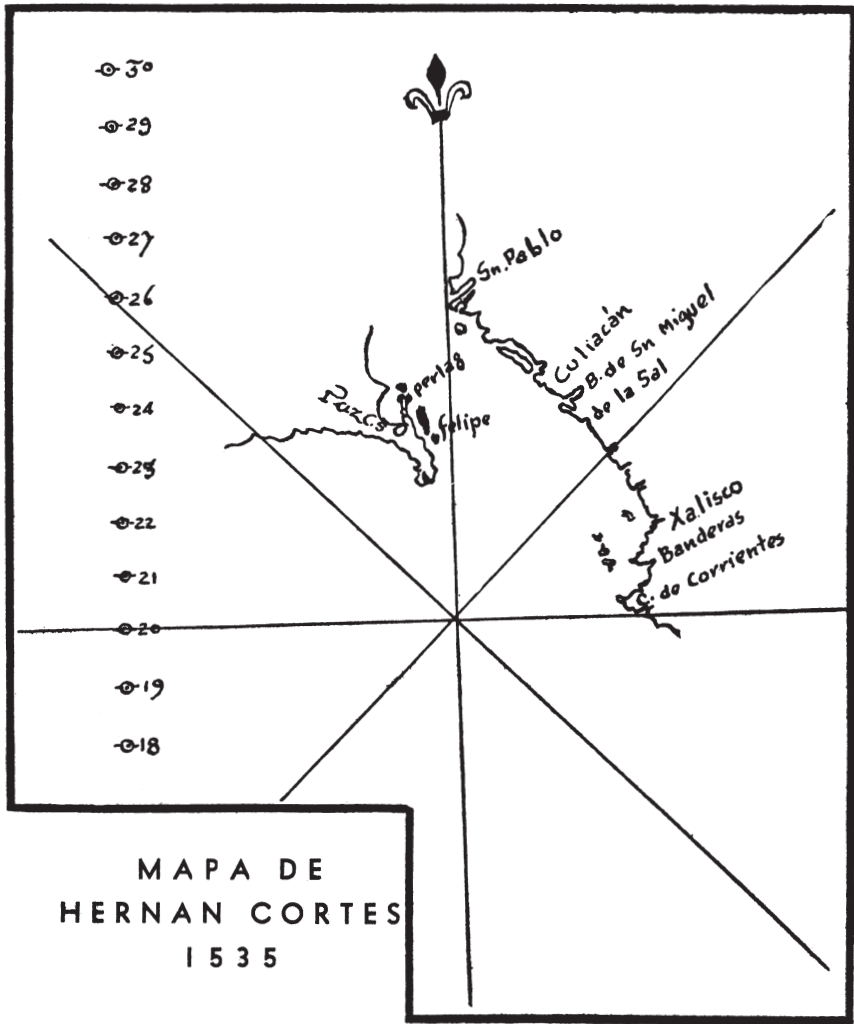 30
29
28
27
26
25
24
23
22
21
20
19
18
Sn. Pablo
Culiacán
B. de Sn Miguel
de la Sal
perlas
felipe
Xalisco
Banderas
C. de Corrientes
MAPA DE
HERNAN CORTES
1535